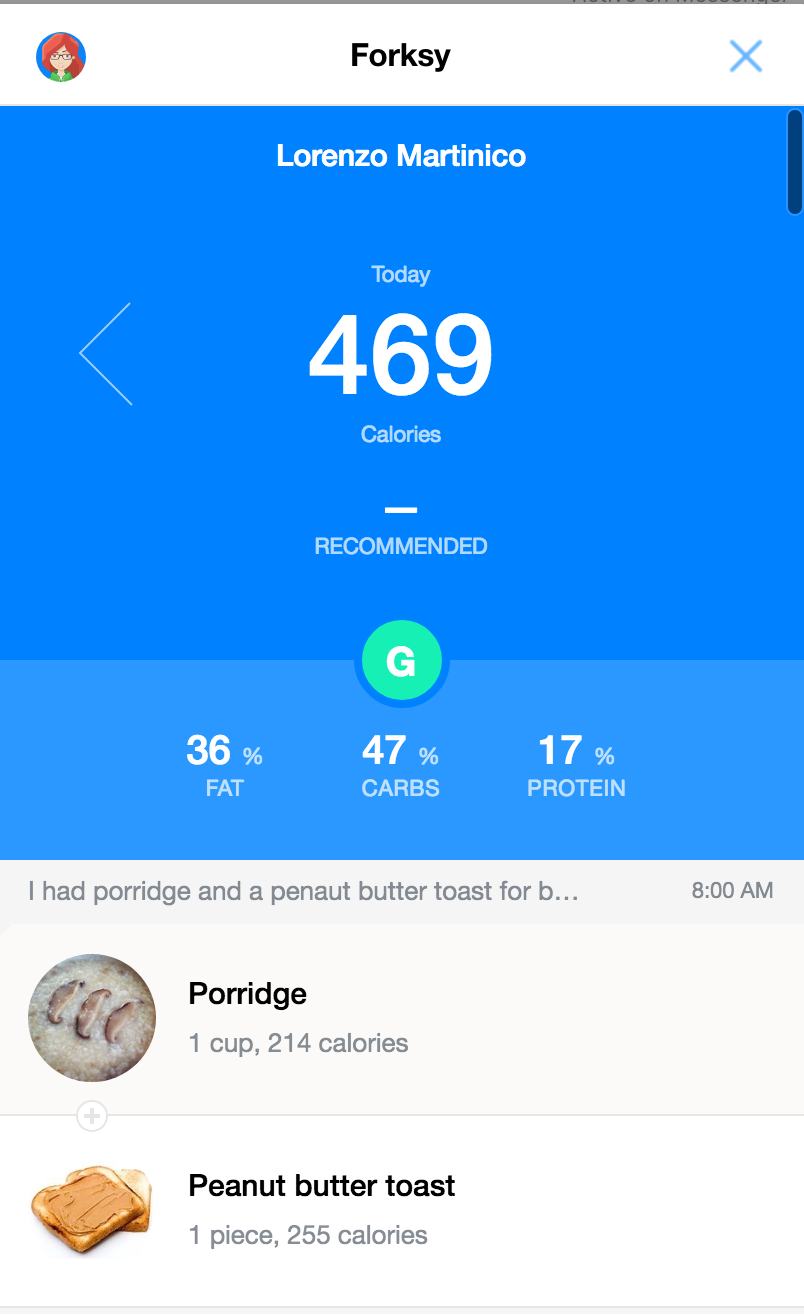 Forksy
Lorenzo Martinico
Today
469
Calories
–
RECOMMENDED
G
36 % 47 % 17 %
FAT CARBS PROTEIN
I had porridge and a penaut butter toast for b... 8:00 AM
Porridge
1 cup, 214 calories
Peanut butter toast
1 piece, 255 calories